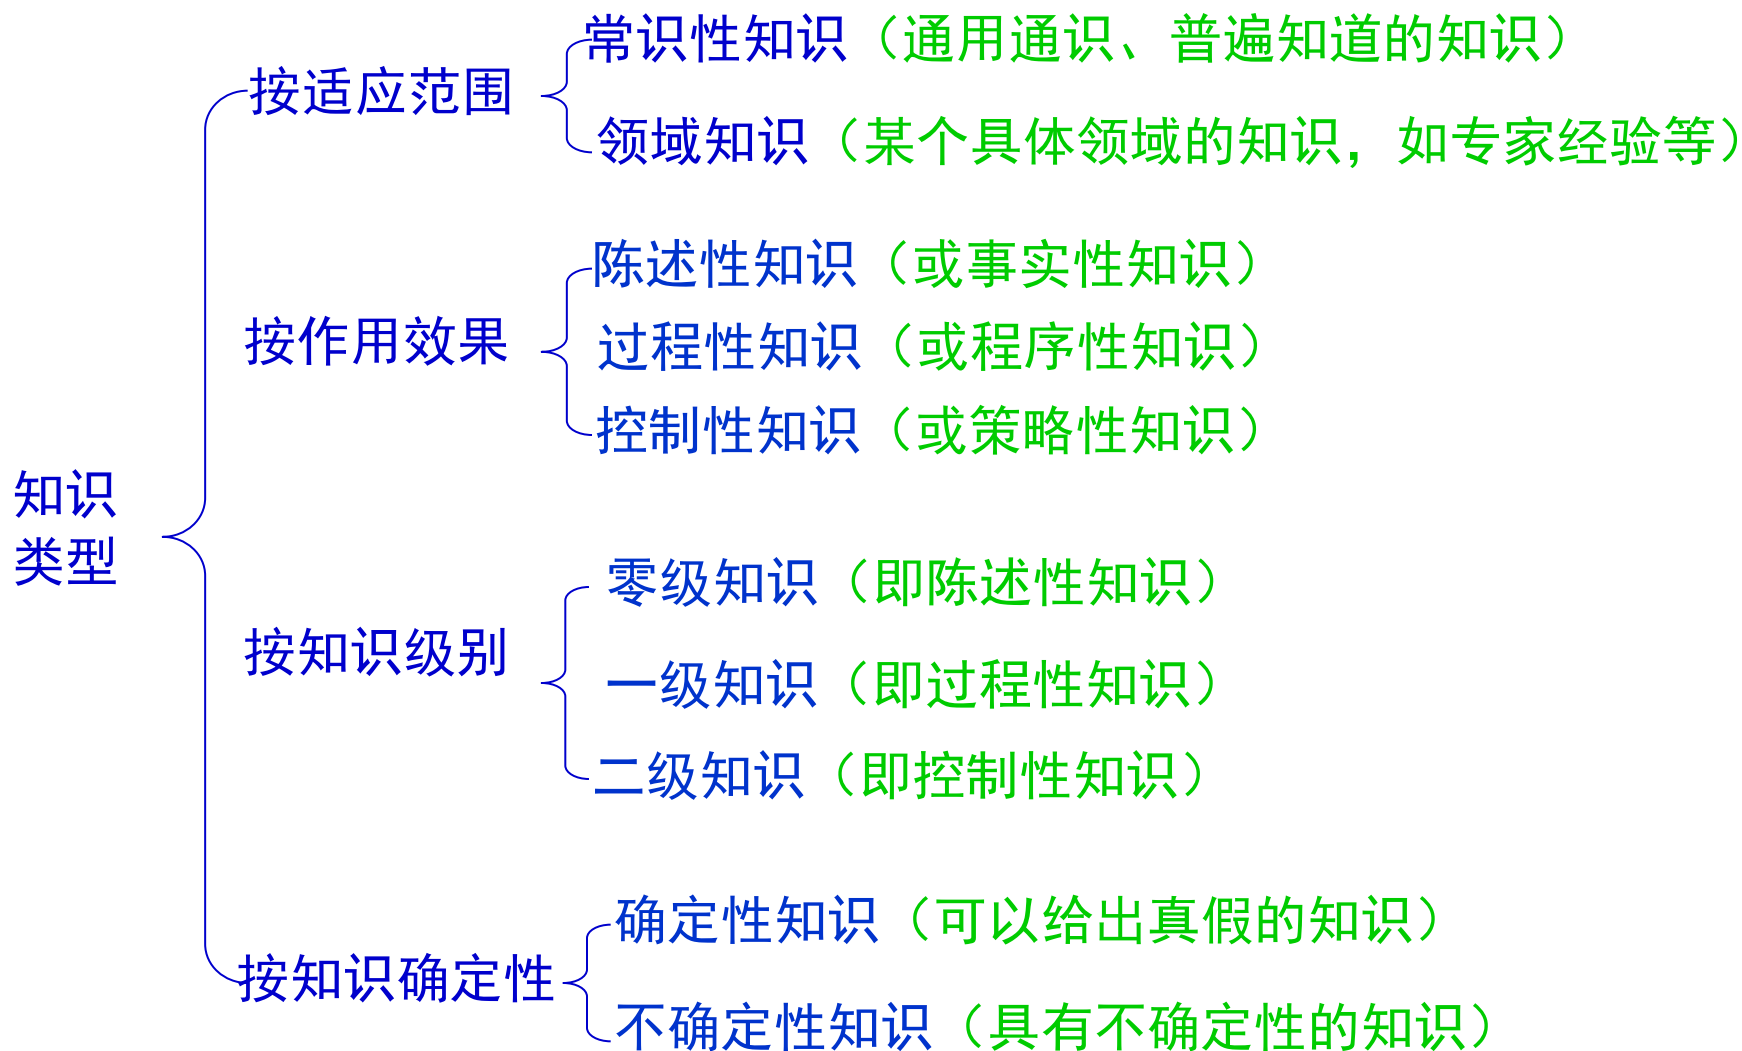 知识
类型
按适应范围
常识性知识（通用通识、普遍知道的知识）
领域知识（某个具体领域的知识，如专家经验等）
按作用效果
陈述性知识（或事实性知识）
过程性知识（或程序性知识）
控制性知识（或策略性知识）
按知识级别
零级知识（即陈述性知识）
一级知识（即过程性知识）
二级知识（即控制性知识）
按知识确定性
确定性知识（可以给出真假的知识）
不确定性知识（具有不确定性的知识）